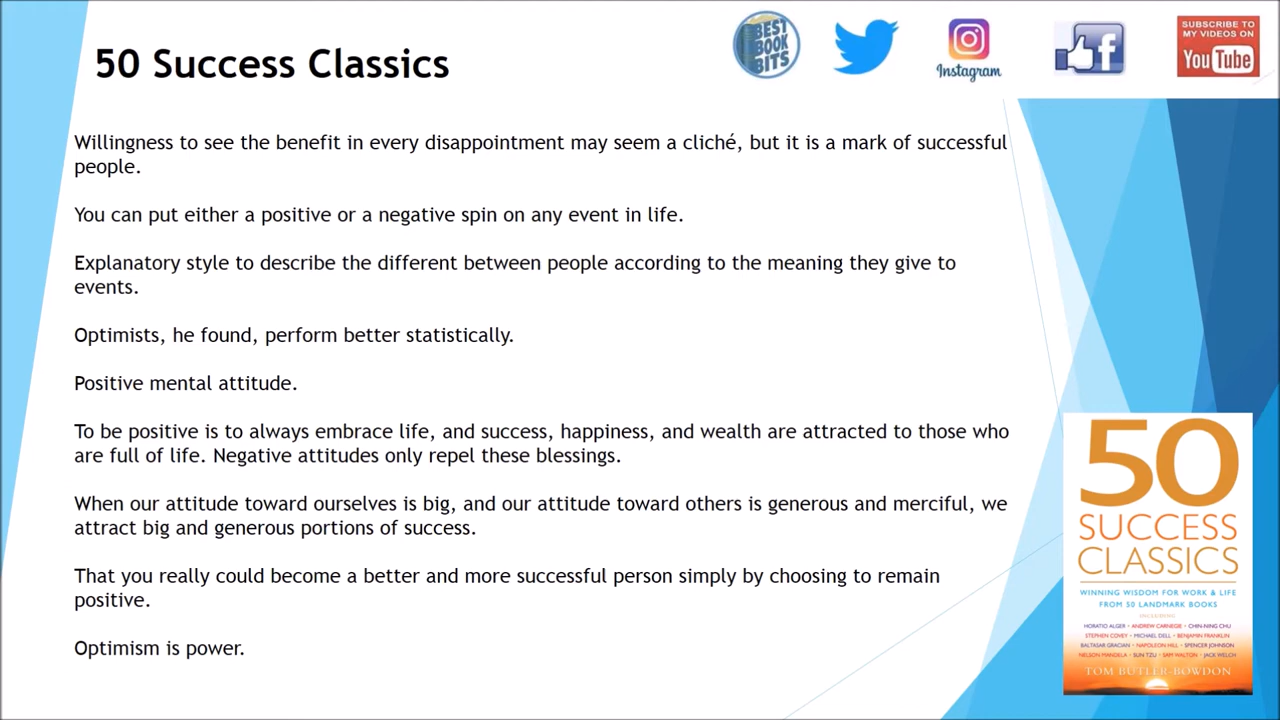 50 Success Classics
BEST
BOOK
BITS
Instagram
f
SUBSCRIBE TO
MY VIDEOS ON
YouTube
Willingness to see the benefit in every disappointment may seem a cliché, but it is a mark of successful
people.
You can put either a positive or a negative spin on any event in life.
Explanatory style to describe the different between people according to the meaning they give to
events.
Optimists, he found, perform better statistically.
Positive mental attitude.
To be positive is to always embrace life, and success, happiness, and wealth are attracted to those who
are full of life. Negative attitudes only repel these blessings.
When our attitude toward ourselves is big, and our attitude toward others is generous and merciful, we
attract big and generous portions of success.
That you really could become a better and more successful person simply by choosing to remain
positive.
Optimism is power.
50
SUCCESS
CLASSICS
WINNING WISDOM FOR WORK & LIFE
FROM 50 LANDMARK BOOKS
INCLUDING
HORATIO ALGER • ANDREW CARNEGIE • CHIN-NING CHU
STEPHEN COVEY • MICHAEL DELL • BENJAMIN FRANKLIN
BALTASAR GRACIAN • NAPOLEON HILL • SPENCER JOHNSON
NELSON MANDELA • SUN TZU • SAM WALTON • JACK WELCH
TOM BUTLER-BOWDON